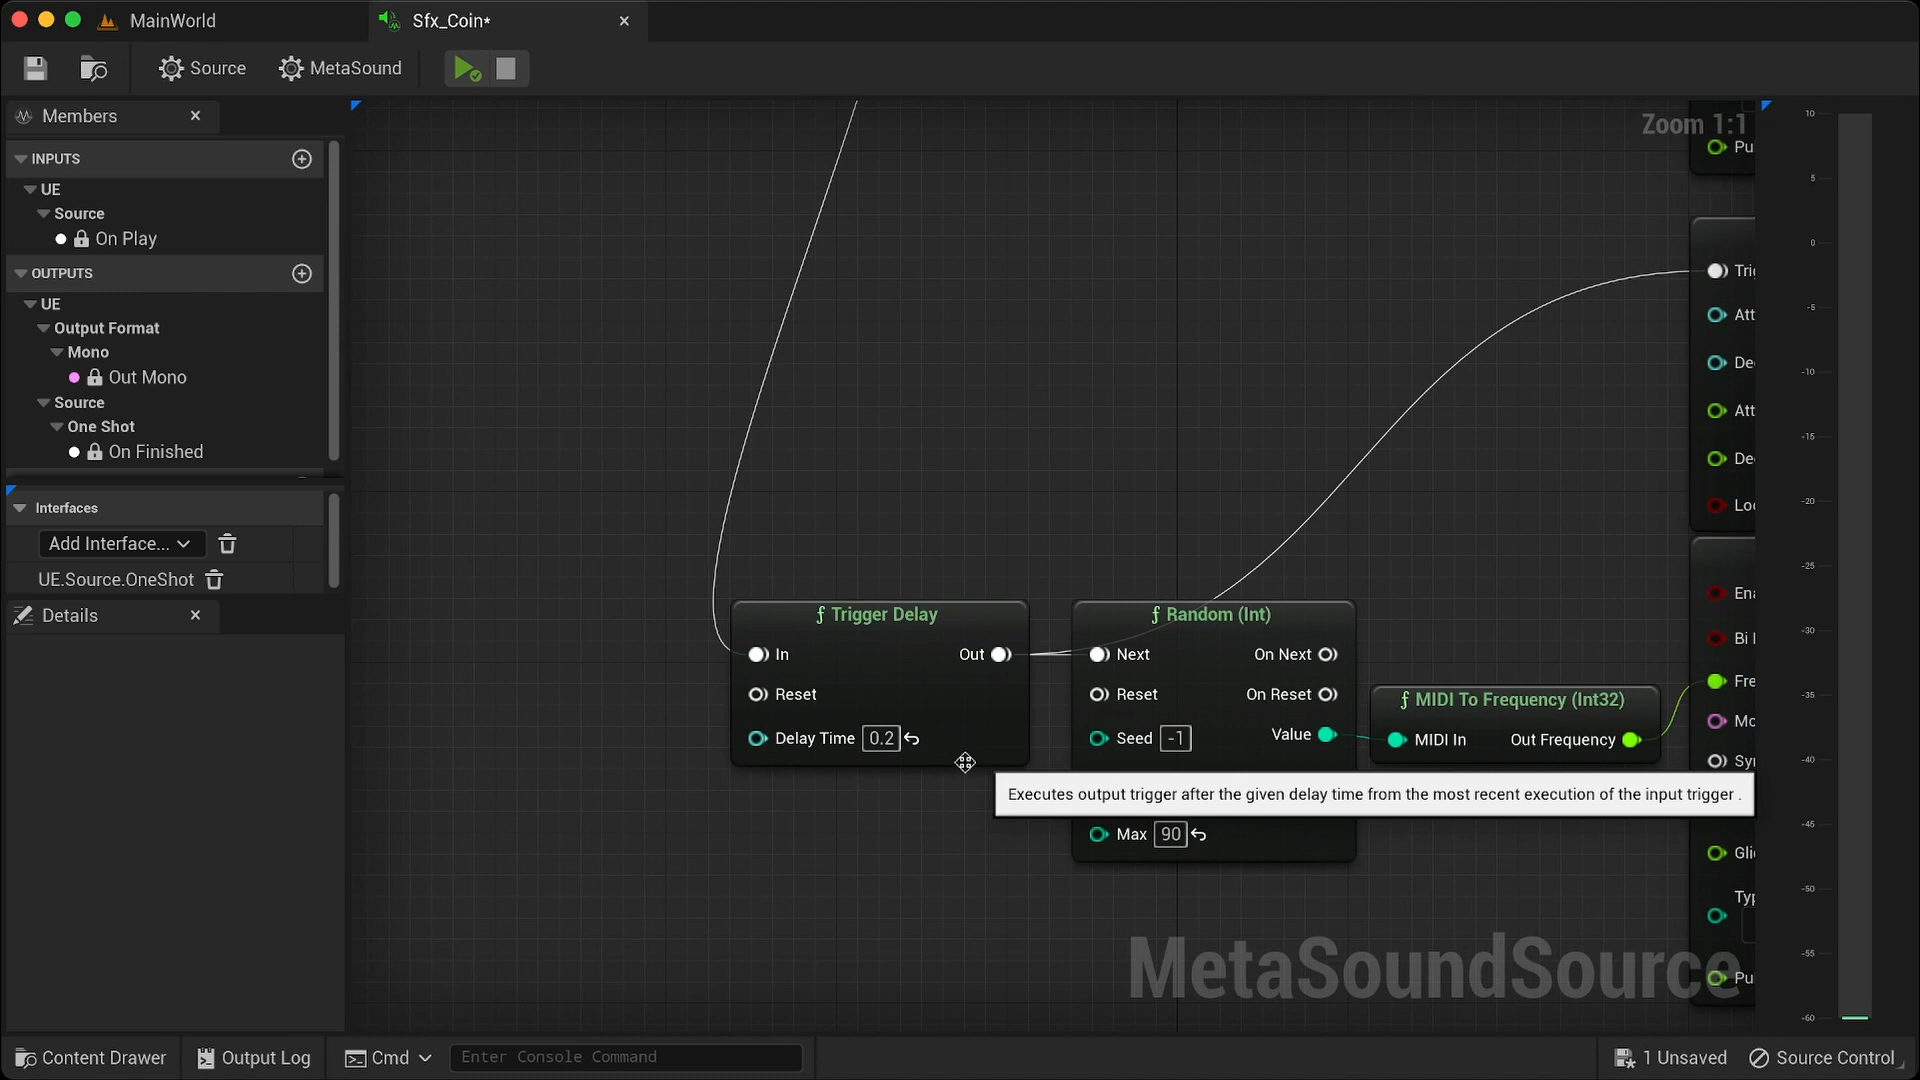 MainWorld
Sfx_Coin*
Source
MetaSound
Members
INPUTS
UE
Source
On Play
OUTPUTS
UE
Output Format
Mono
Out Mono
Source
One Shot
On Finished
Interfaces
Add Interface...
UE.Source.OneShot
Details
Zoom 1:1
Pu
Tri
Att
De
Att
De
Loo
Ena
Bi
Fre
Mo
Syn
Gli
Typ
Pu
Trigger Delay
In
Out
Reset
Delay Time 0.2
Random (Int)
Next
On Next
Reset
On Reset
Seed -1
Value
Max 90
MIDI To Frequency (Int32)
MIDI In
Out Frequency
Executes output trigger after the given delay time from the most recent execution of the input trigger .
MetaSoundSource
10
5
0
-5
-10
-15
-20
-25
-30
-35
-40
-45
-50
-55
-60
Content Drawer
Output Log
Cmd
Enter Console Command
1 Unsaved
Source Control